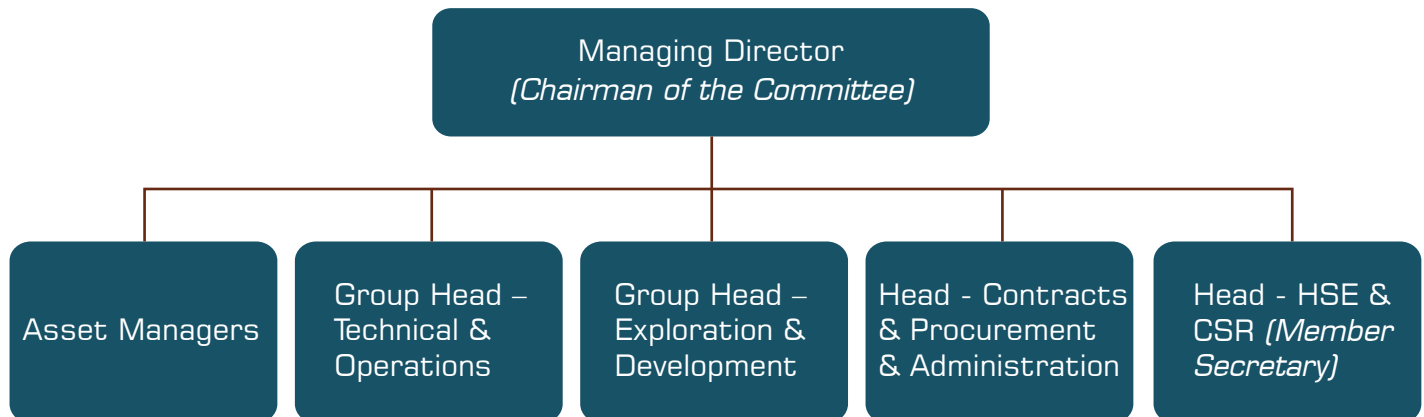 Managing Director
(Chairman of the Committee)
Asset Managers
Group Head –
Technical &
Operations
Group Head –
Exploration &
Development
Head - Contracts
& Procurement
& Administration
Head - HSE &
CSR (Member
Secretary)